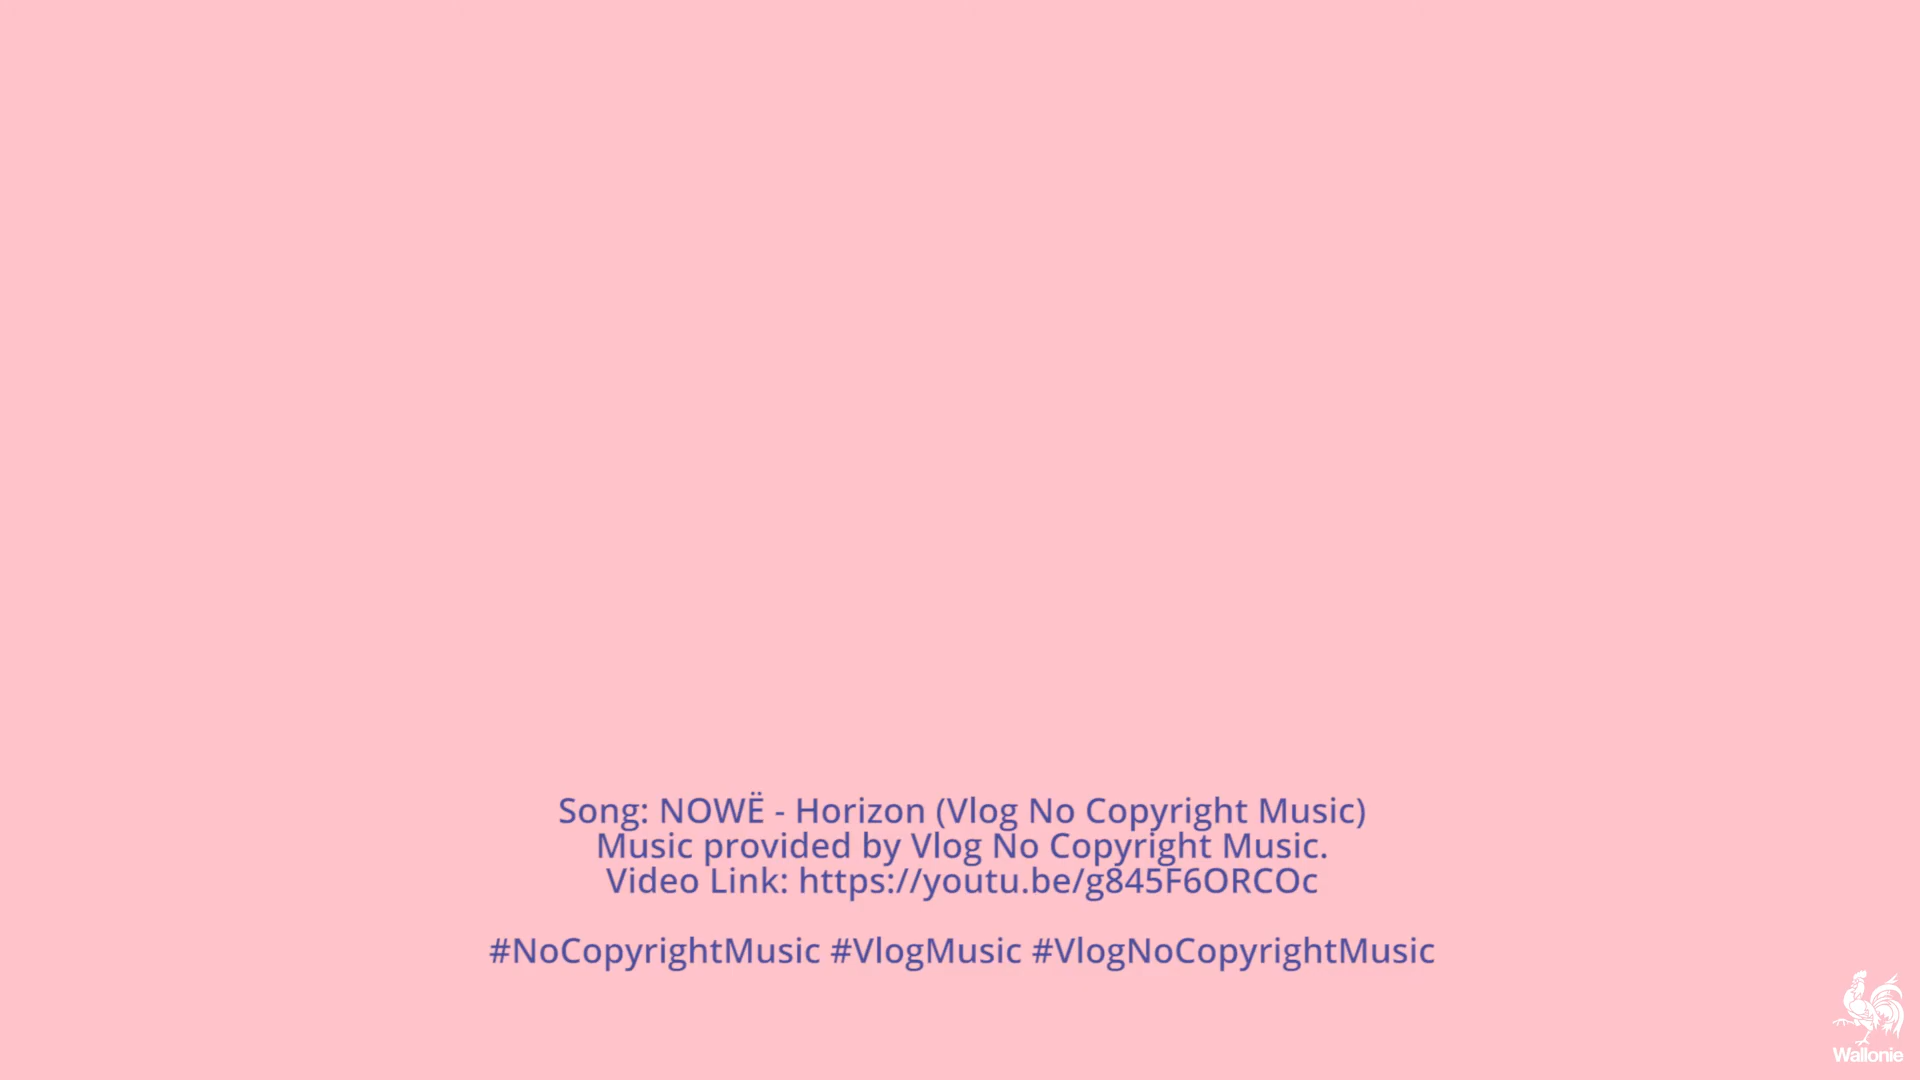 Song: NOWË - Horizon (Vlog No Copyright Music)
Music provided by Vlog No Copyright Music.
Video Link: https://youtu.be/g845F6ORCOc
#NoCopyrightMusic #VlogMusic #VlogNoCopyrightMusic
Wallonie